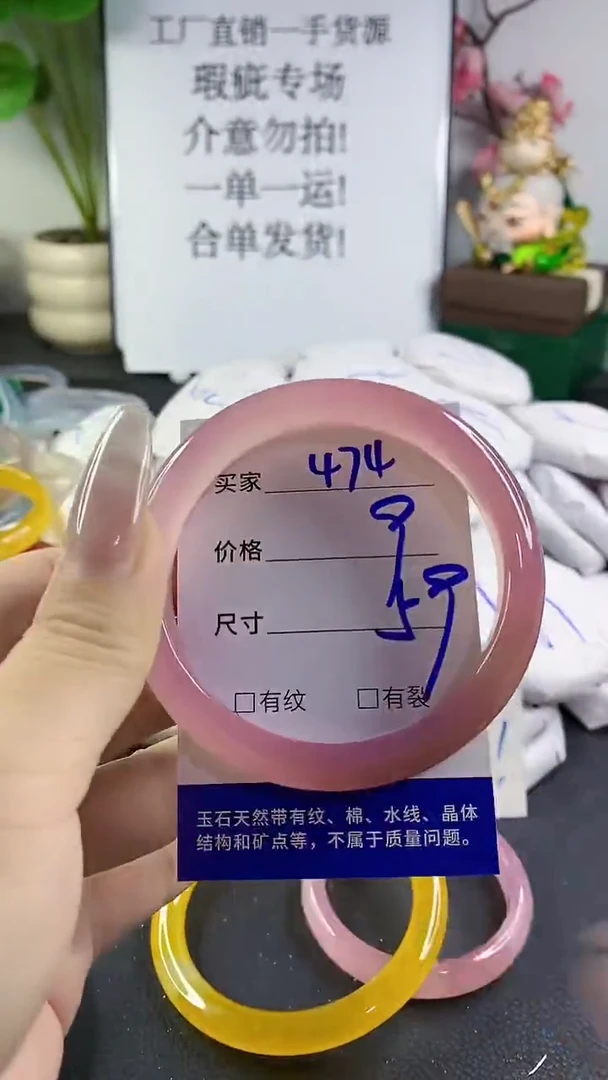 工厂直销一手货源
瑕疵专场
介意勿拍!
一单一运!
合单发货!
买家 474
价格
尺寸
□有纹 □有裂
玉石天然带有纹、棉、水线、晶体
结构和矿点等，不属于质量问题。